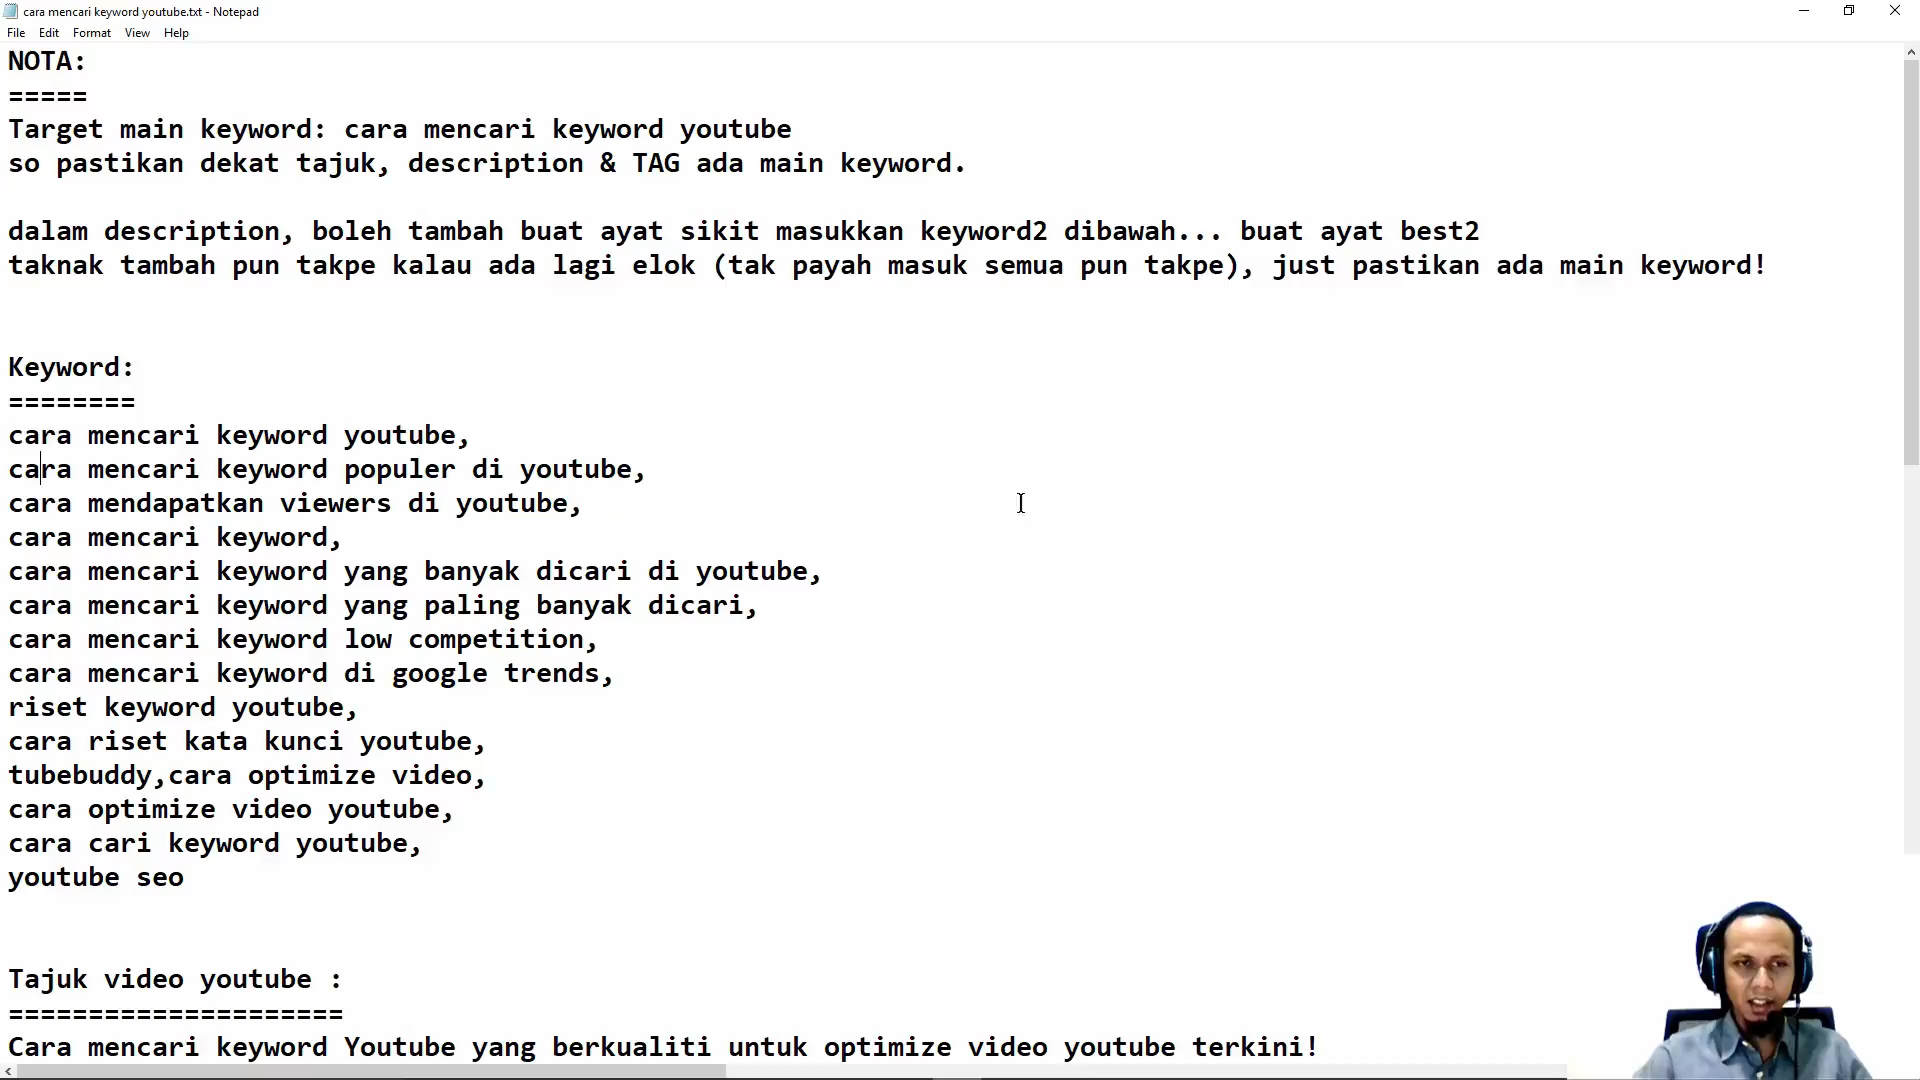 cara mencari keyword youtube.txt - Notepad
File Edit Format View Help
NOTA:
=====
Target main keyword: cara mencari keyword youtube
so pastikan dekat tajuk, description & TAG ada main keyword.
dalam description, boleh tambah buat ayat sikit masukkan keyword2 dibawah... buat ayat best2
taknak tambah pun takpe kalau ada lagi elok (tak payah masuk semua pun takpe), just pastikan ada main keyword!
Keyword:
========
cara mencari keyword youtube,
cara mencari keyword populer di youtube,
cara mendapatkan viewers di youtube,
cara mencari keyword,
cara mencari keyword yang banyak dicari di youtube,
cara mencari keyword yang paling banyak dicari,
cara mencari keyword low competition,
cara mencari keyword di google trends,
riset keyword youtube,
cara riset kata kunci youtube,
tubebuddy,cara optimize video,
cara optimize video youtube,
cara cari keyword youtube,
youtube seo
Tajuk video youtube :
=====================
Cara mencari keyword Youtube yang berkualiti untuk optimize video youtube terkini!